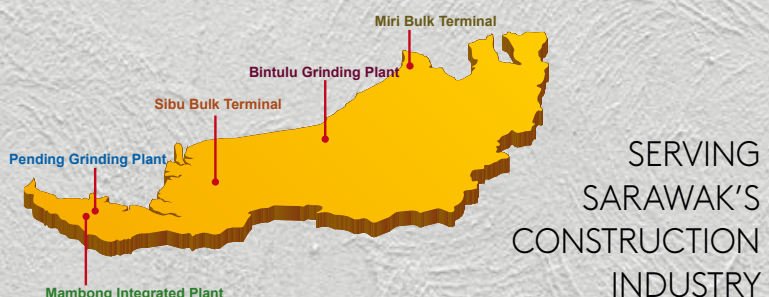 Miri Bulk Terminal
Bintulu Grinding Plant
Sibu Bulk Terminal
Pending Grinding Plant
Mambong Integrated Plant
SERVING
SARAWAK'S
CONSTRUCTION
INDUSTRY